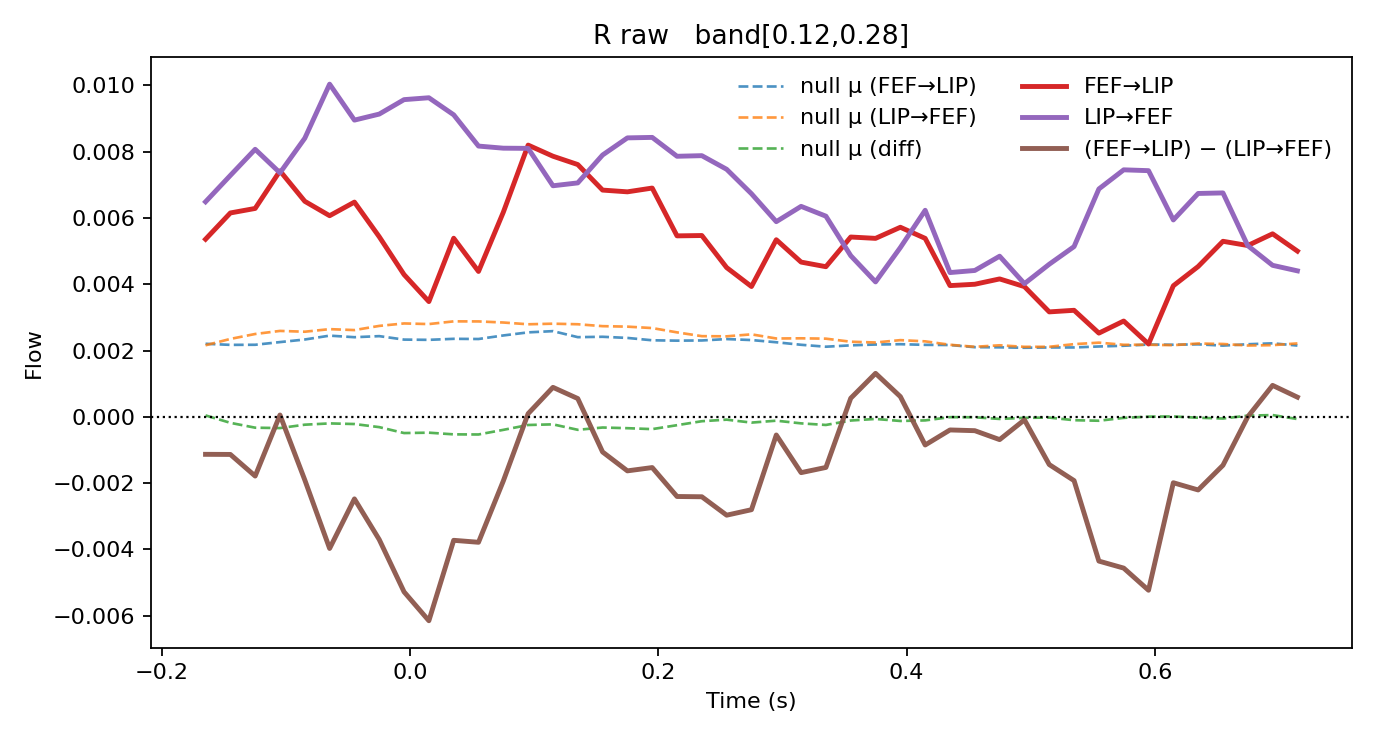 R raw   band[0.12,0.28]
null μ (FEF→LIP)
null μ (LIP→FEF)
null μ (diff)
FEF→LIP
LIP→FEF
(FEF→LIP) − (LIP→FEF)
Flow
0.010
0.008
0.006
0.004
0.002
0.000
−0.002
−0.004
−0.006
−0.2
0.0
0.2
0.4
0.6
Time (s)